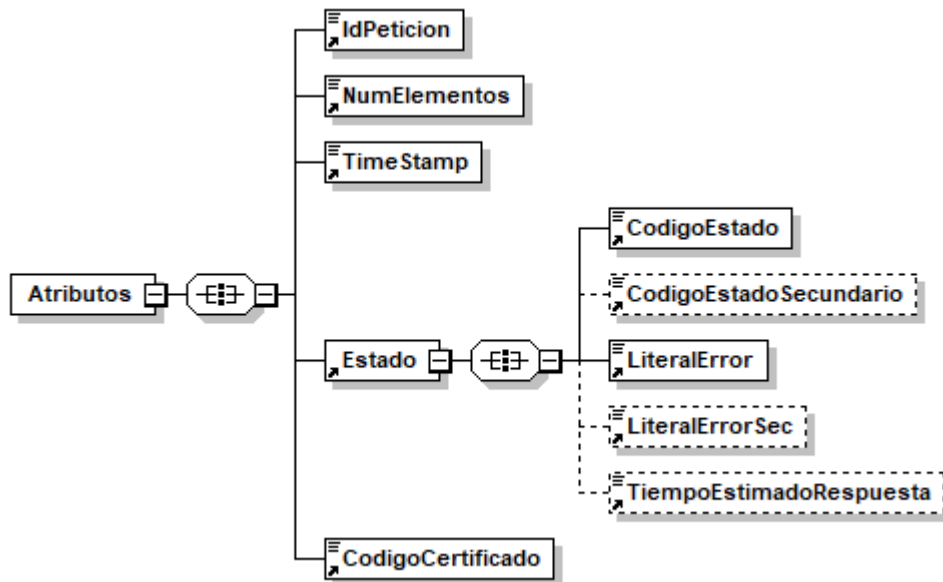 IdPeticion
NumElementos
TimeStamp
CodigoEstado
Atributos
CodigoEstadoSecundario
Estado
LiteralError
LiteralErrorSec
TiempoEstimadoRespuesta
CodigoCertificado